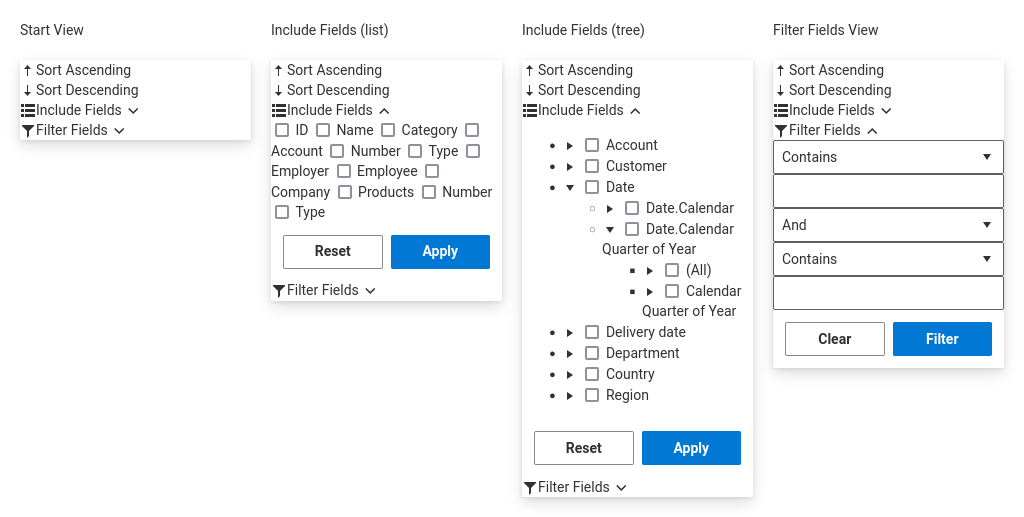 Start View
Sort Ascending
Sort Descending
Include Fields
Filter Fields
Include Fields (list)
Sort Ascending
Sort Descending
Include Fields
ID Name Category
Account Number Type
Employer Employee
Company Products Number
Type
Reset Apply
Filter Fields
Include Fields (tree)
Sort Ascending
Sort Descending
Include Fields
Account
Customer
Date
Date.Calendar
Date.Calendar
Quarter of Year
(All)
Calendar
Quarter of Year
Delivery date
Department
Country
Region
Reset Apply
Filter Fields
Filter Fields View
Sort Ascending
Sort Descending
Include Fields
Filter Fields
Contains
And
Contains
Clear Filter